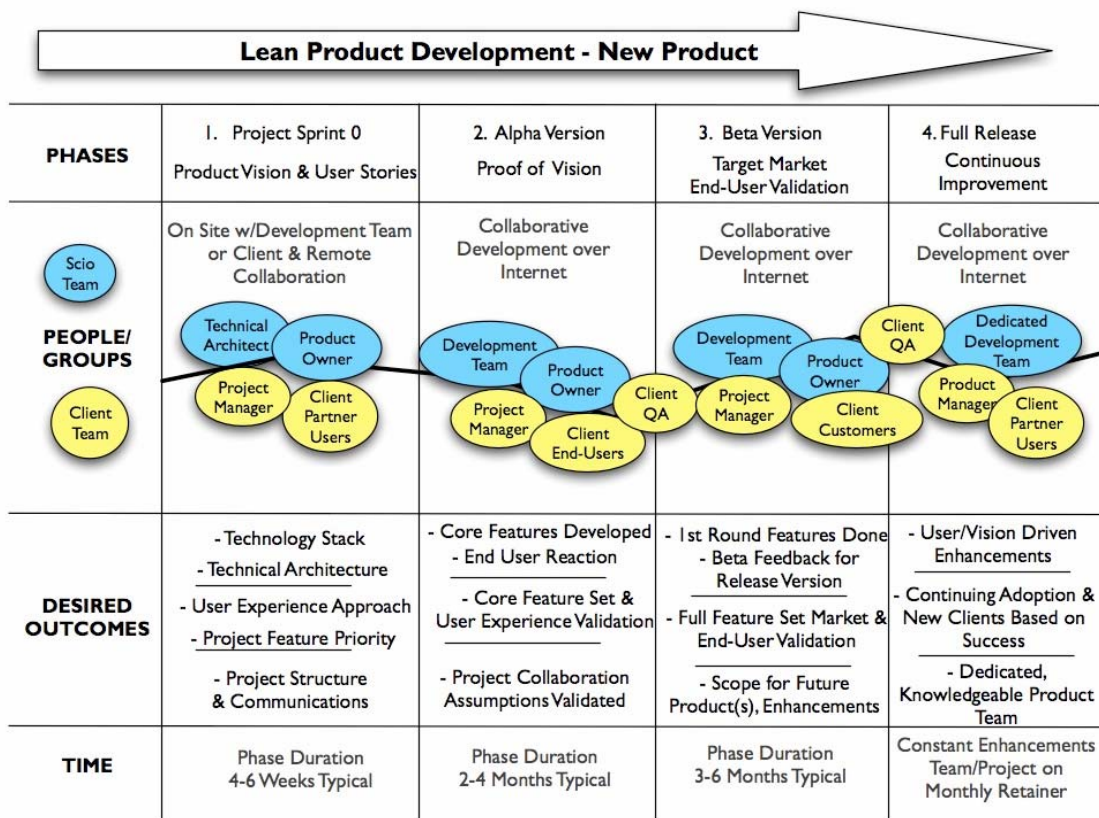 Lean Product Development - New Product
PHASES
1. Project Sprint 0
Product Vision & User Stories
2. Alpha Version
Proof of Vision
3. Beta Version
Target Market
End-User Validation
4. Full Release
Continuous
Improvement
PEOPLE/
GROUPS
Scio
Team
Client
Team
On Site w/Development Team
or Client & Remote
Collaboration
Technical
Architect
Product
Owner
Project
Manager
Client
Partner
Users
Collaborative
Development over
Internet
Development
Team
Product
Owner
Project
Manager
Client
End-Users
Client
QA
Collaborative
Development over
Internet
Development
Team
Product
Owner
Project
Manager
Client
Customers
Client
QA
Collaborative
Development over
Internet
Dedicated
Development
Team
Product
Manager
Client
Partner
Users
DESIRED
OUTCOMES
- Technology Stack
- Technical Architecture
- User Experience Approach
- Project Feature Priority
- Project Structure
& Communications
- Core Features Developed
- End User Reaction
- Core Feature Set &
User Experience Validation
- Project Collaboration
Assumptions Validated
- 1st Round Features Done
- Beta Feedback for
Release Version
- Full Feature Set Market &
End-User Validation
- Scope for Future
Product(s), Enhancements
- User/Vision Driven
Enhancements
- Continuing Adoption &
New Clients Based on
Success
- Dedicated,
Knowledgeable Product
Team
TIME
Phase Duration
4-6 Weeks Typical
Phase Duration
2-4 Months Typical
Phase Duration
3-6 Months Typical
Constant Enhancements
Team/Project on
Monthly Retainer